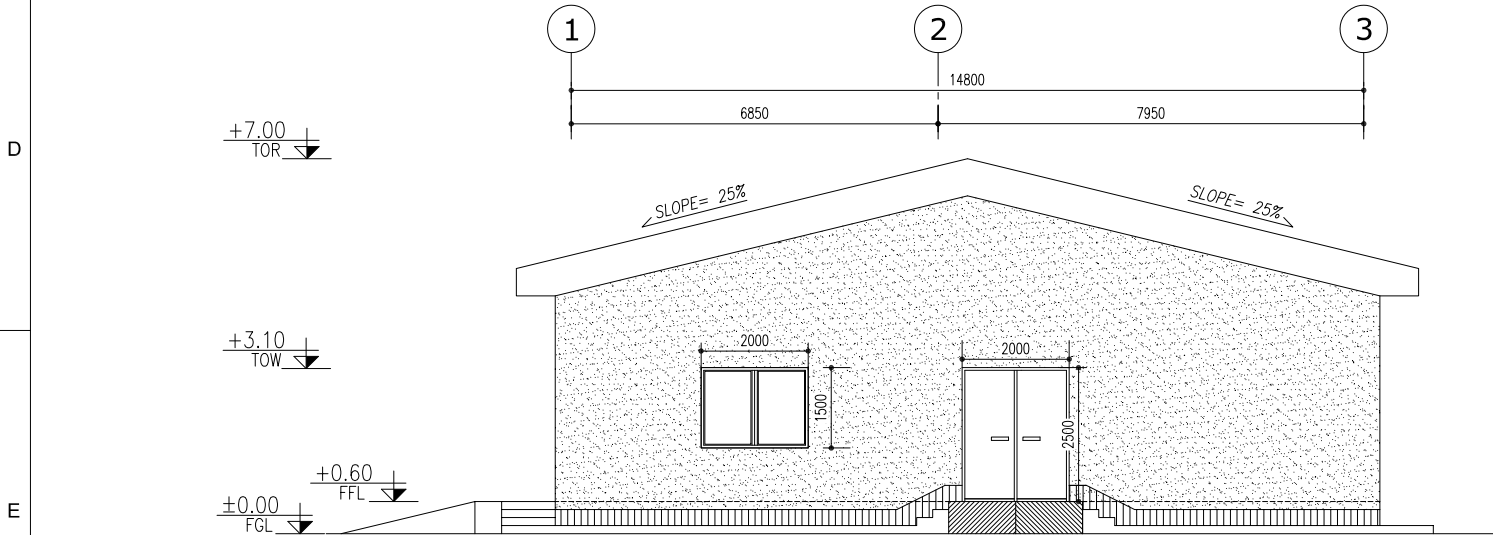 1
2
3
14800
6850
7950
+7.00
TOR
D
SLOPE= 25%
SLOPE= 25%
+3.10
TOW
2000
2000
1500
2500
+0.60
FFL
±0.00
FGL
E